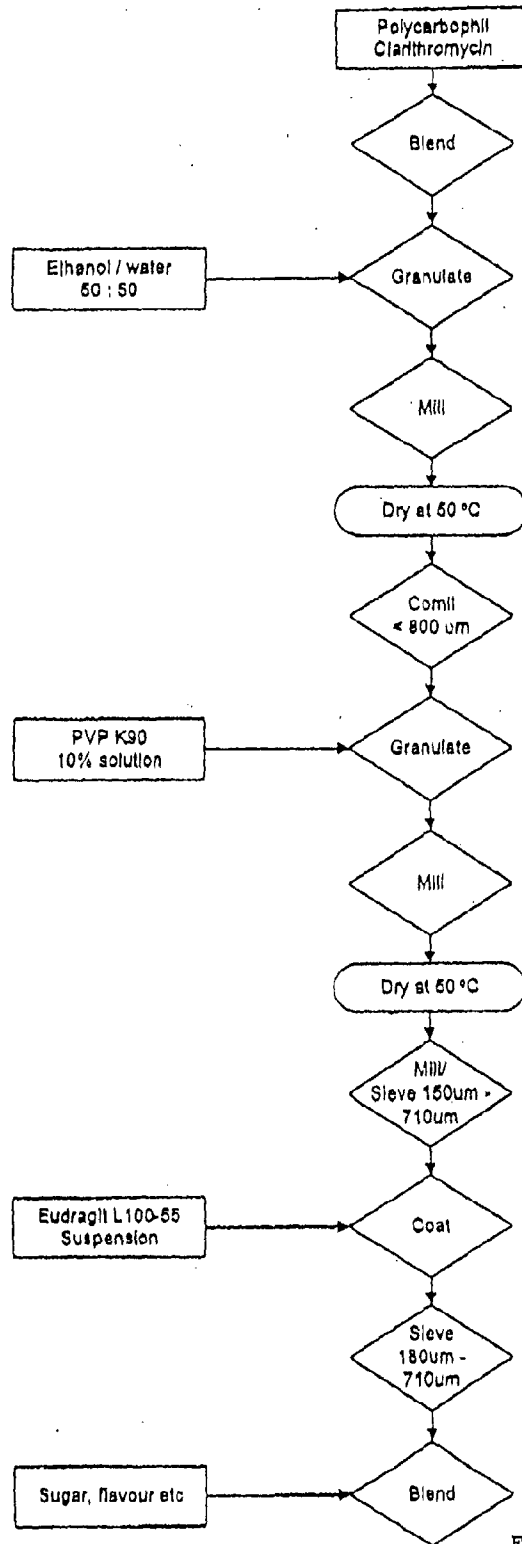 Polycarbophil
Clarithromycin
Blend
Ethanol / water
50 : 50
Granulate
Mill
Dry at 50 °C
Comil
< 800 um
PVP K90
10% solution
Granulate
Mill
Dry at 50 °C
Mill/
Sieve 150um -
710um
Eudragit L100-55
Suspension
Coat
Sieve
180um -
710um
Sugar, flavour etc
Blend